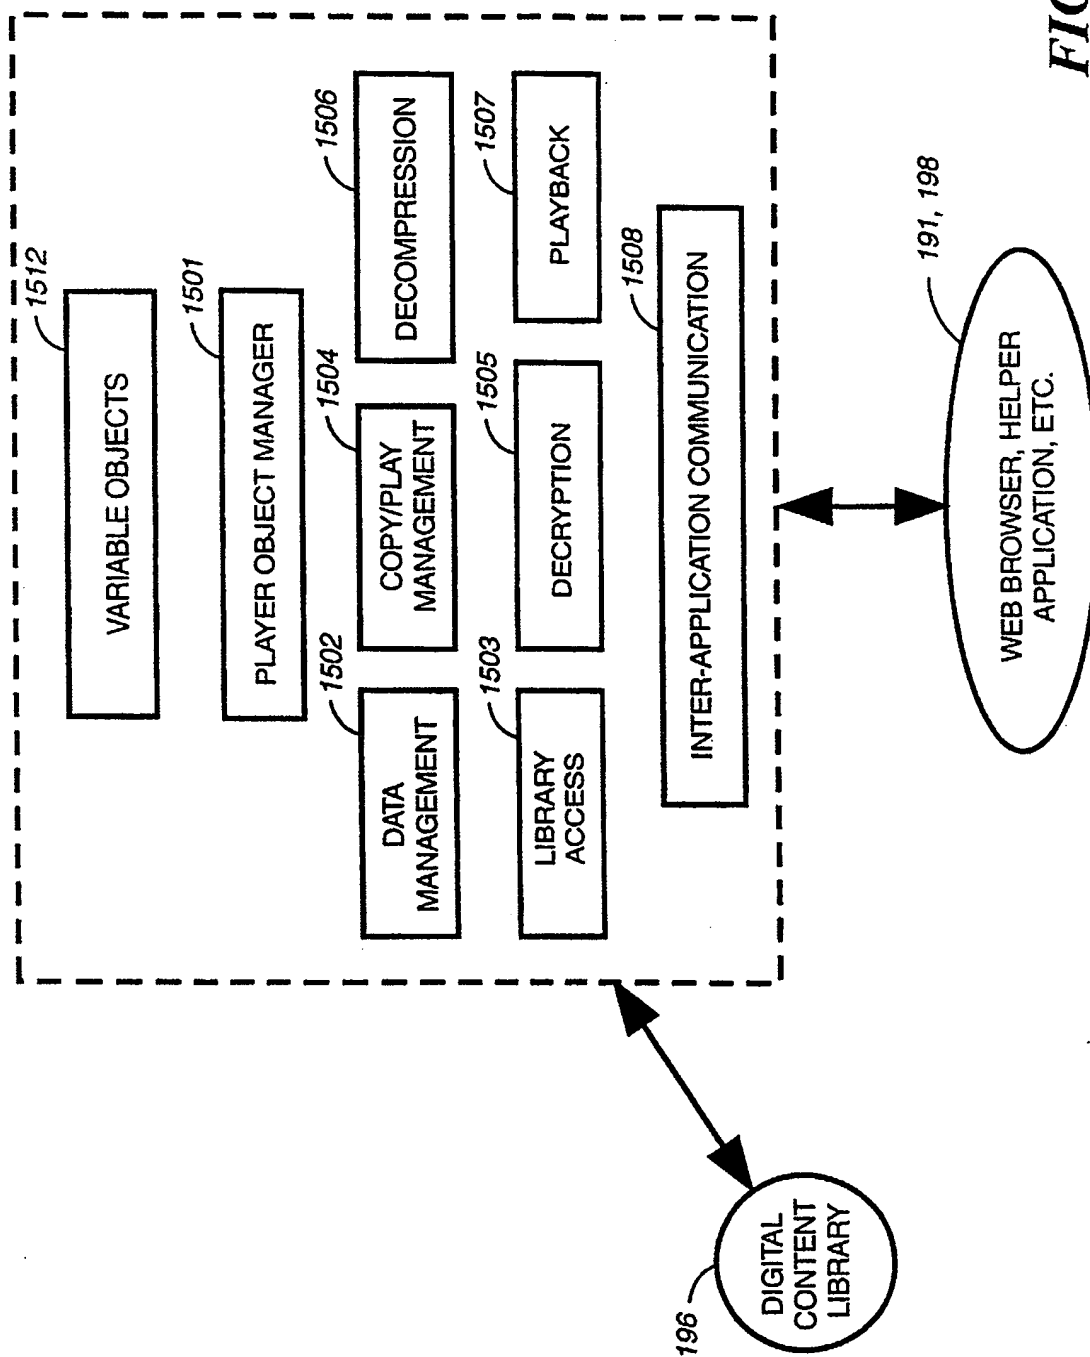 1512
VARIABLE OBJECTS
1501
PLAYER OBJECT MANAGER
1502
DATA
MANAGEMENT
1504
COPY/PLAY
MANAGEMENT
1506
DECOMPRESSION
1503
LIBRARY
ACCESS
1505
DECRYPTION
1507
PLAYBACK
1508
INTER-APPLICATION COMMUNICATION
196
DIGITAL
CONTENT
LIBRARY
191, 198
WEB BROWSER, HELPER
APPLICATION, ETC.
FIG